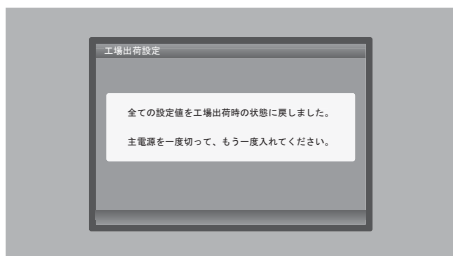 工場出荷設定
全ての設定値を工場出荷時の状態に戻しました。
主電源を一度切って、もう一度入れてください。